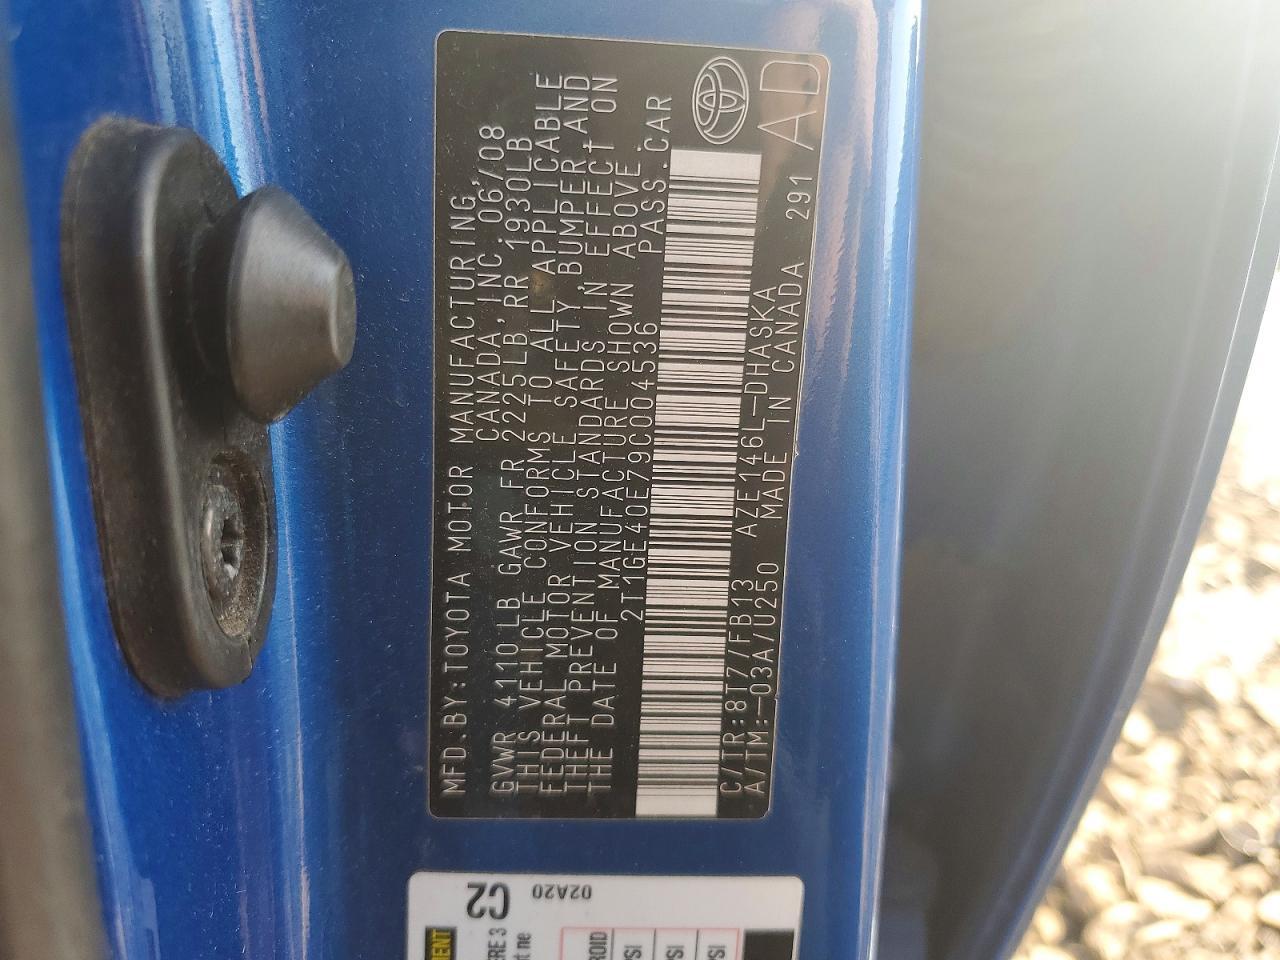 MFD.BY:TOYOTA MOTOR MANUFACTURING,
CANADA,INC. 06/08
GVWR 4110LB GAWR FR 2225LB RR 1930LB
THIS VEHICLE CONFORMS TO ALL APPLICABLE
FEDERAL MOTOR VEHICLE SAFETY,BUMPER,AND
THEFT PREVENTION STANDARDS IN EFFECT ON
THE DATE OF MANUFACTURE SHOWN ABOVE.
2T1GE40E79C004536 PASS.CAR
C/TR:8T7/FB13 AZE146L-DHASKA
A/TM:-03A/U250 MADE IN CANADA 291 AD
C2 02A20